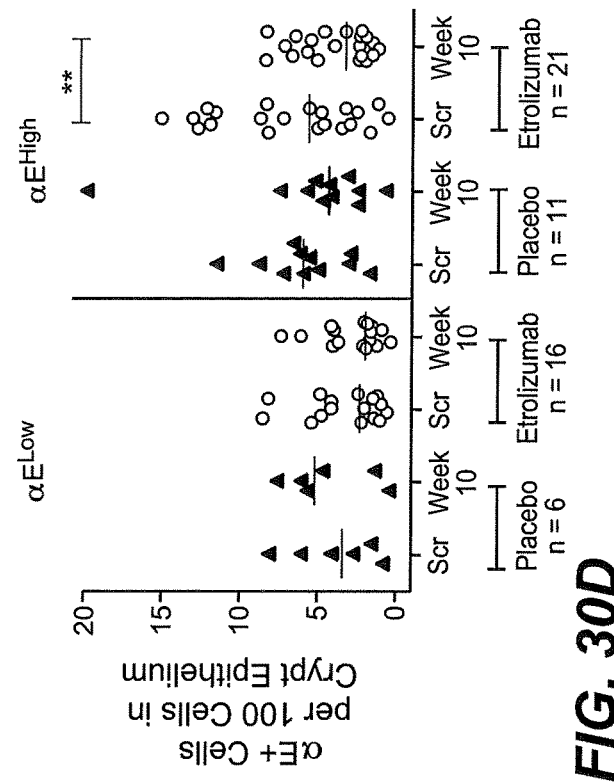 αE^Low
αE^High
**
αE+ Cells
per 100 Cells in
Crypt Epithelium
20
15
10
5
0
Scr Week 10 Scr Week 10 Scr Week 10 Scr Week 10
Placebo Etrolizumab Placebo Etrolizumab
n = 6 n = 16 n = 11 n = 21
FIG. 30D